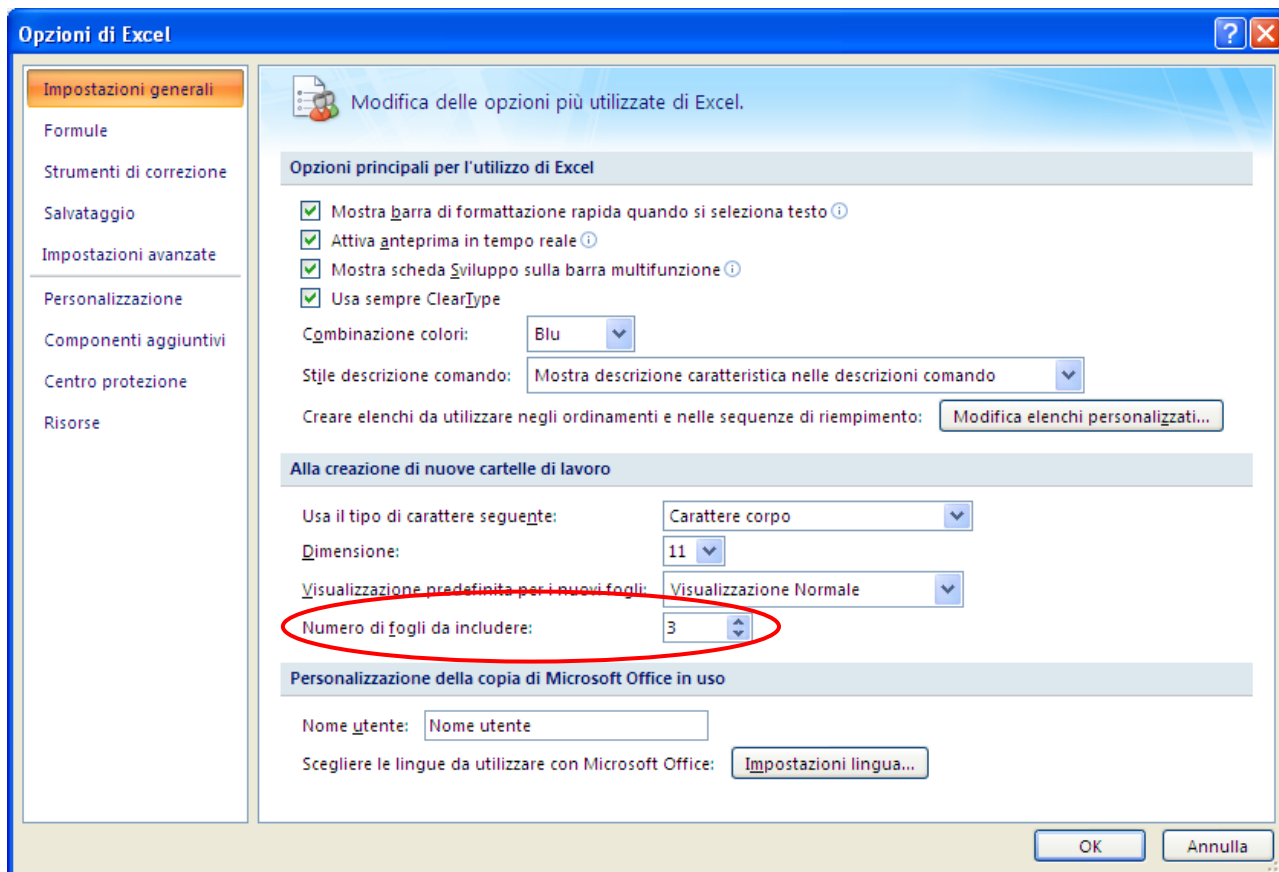 Opzioni di Excel
Impostazioni generali
Formule
Strumenti di correzione
Salvataggio
Impostazioni avanzate
Personalizzazione
Componenti aggiuntivi
Centro protezione
Risorse
Modifica delle opzioni più utilizzate di Excel.
Opzioni principali per l'utilizzo di Excel
Mostra barra di formattazione rapida quando si seleziona testo
Attiva anteprima in tempo reale
Mostra scheda Sviluppo sulla barra multifunzione
Usa sempre ClearType
Combinazione colori: Blu
Stile descrizione comando: Mostra descrizione caratteristica nelle descrizioni comando
Creare elenchi da utilizzare negli ordinamenti e nelle sequenze di riempimento: Modifica elenchi personalizzati...
Alla creazione di nuove cartelle di lavoro
Usa il tipo di carattere seguente: Carattere corpo
Dimensione: 11
Visualizzazione predefinita per i nuovi fogli: Visualizzazione Normale
Numero di fogli da includere: 3
Personalizzazione della copia di Microsoft Office in uso
Nome utente: Nome utente
Scegliere le lingue da utilizzare con Microsoft Office: Impostazioni lingua...
OK Annulla